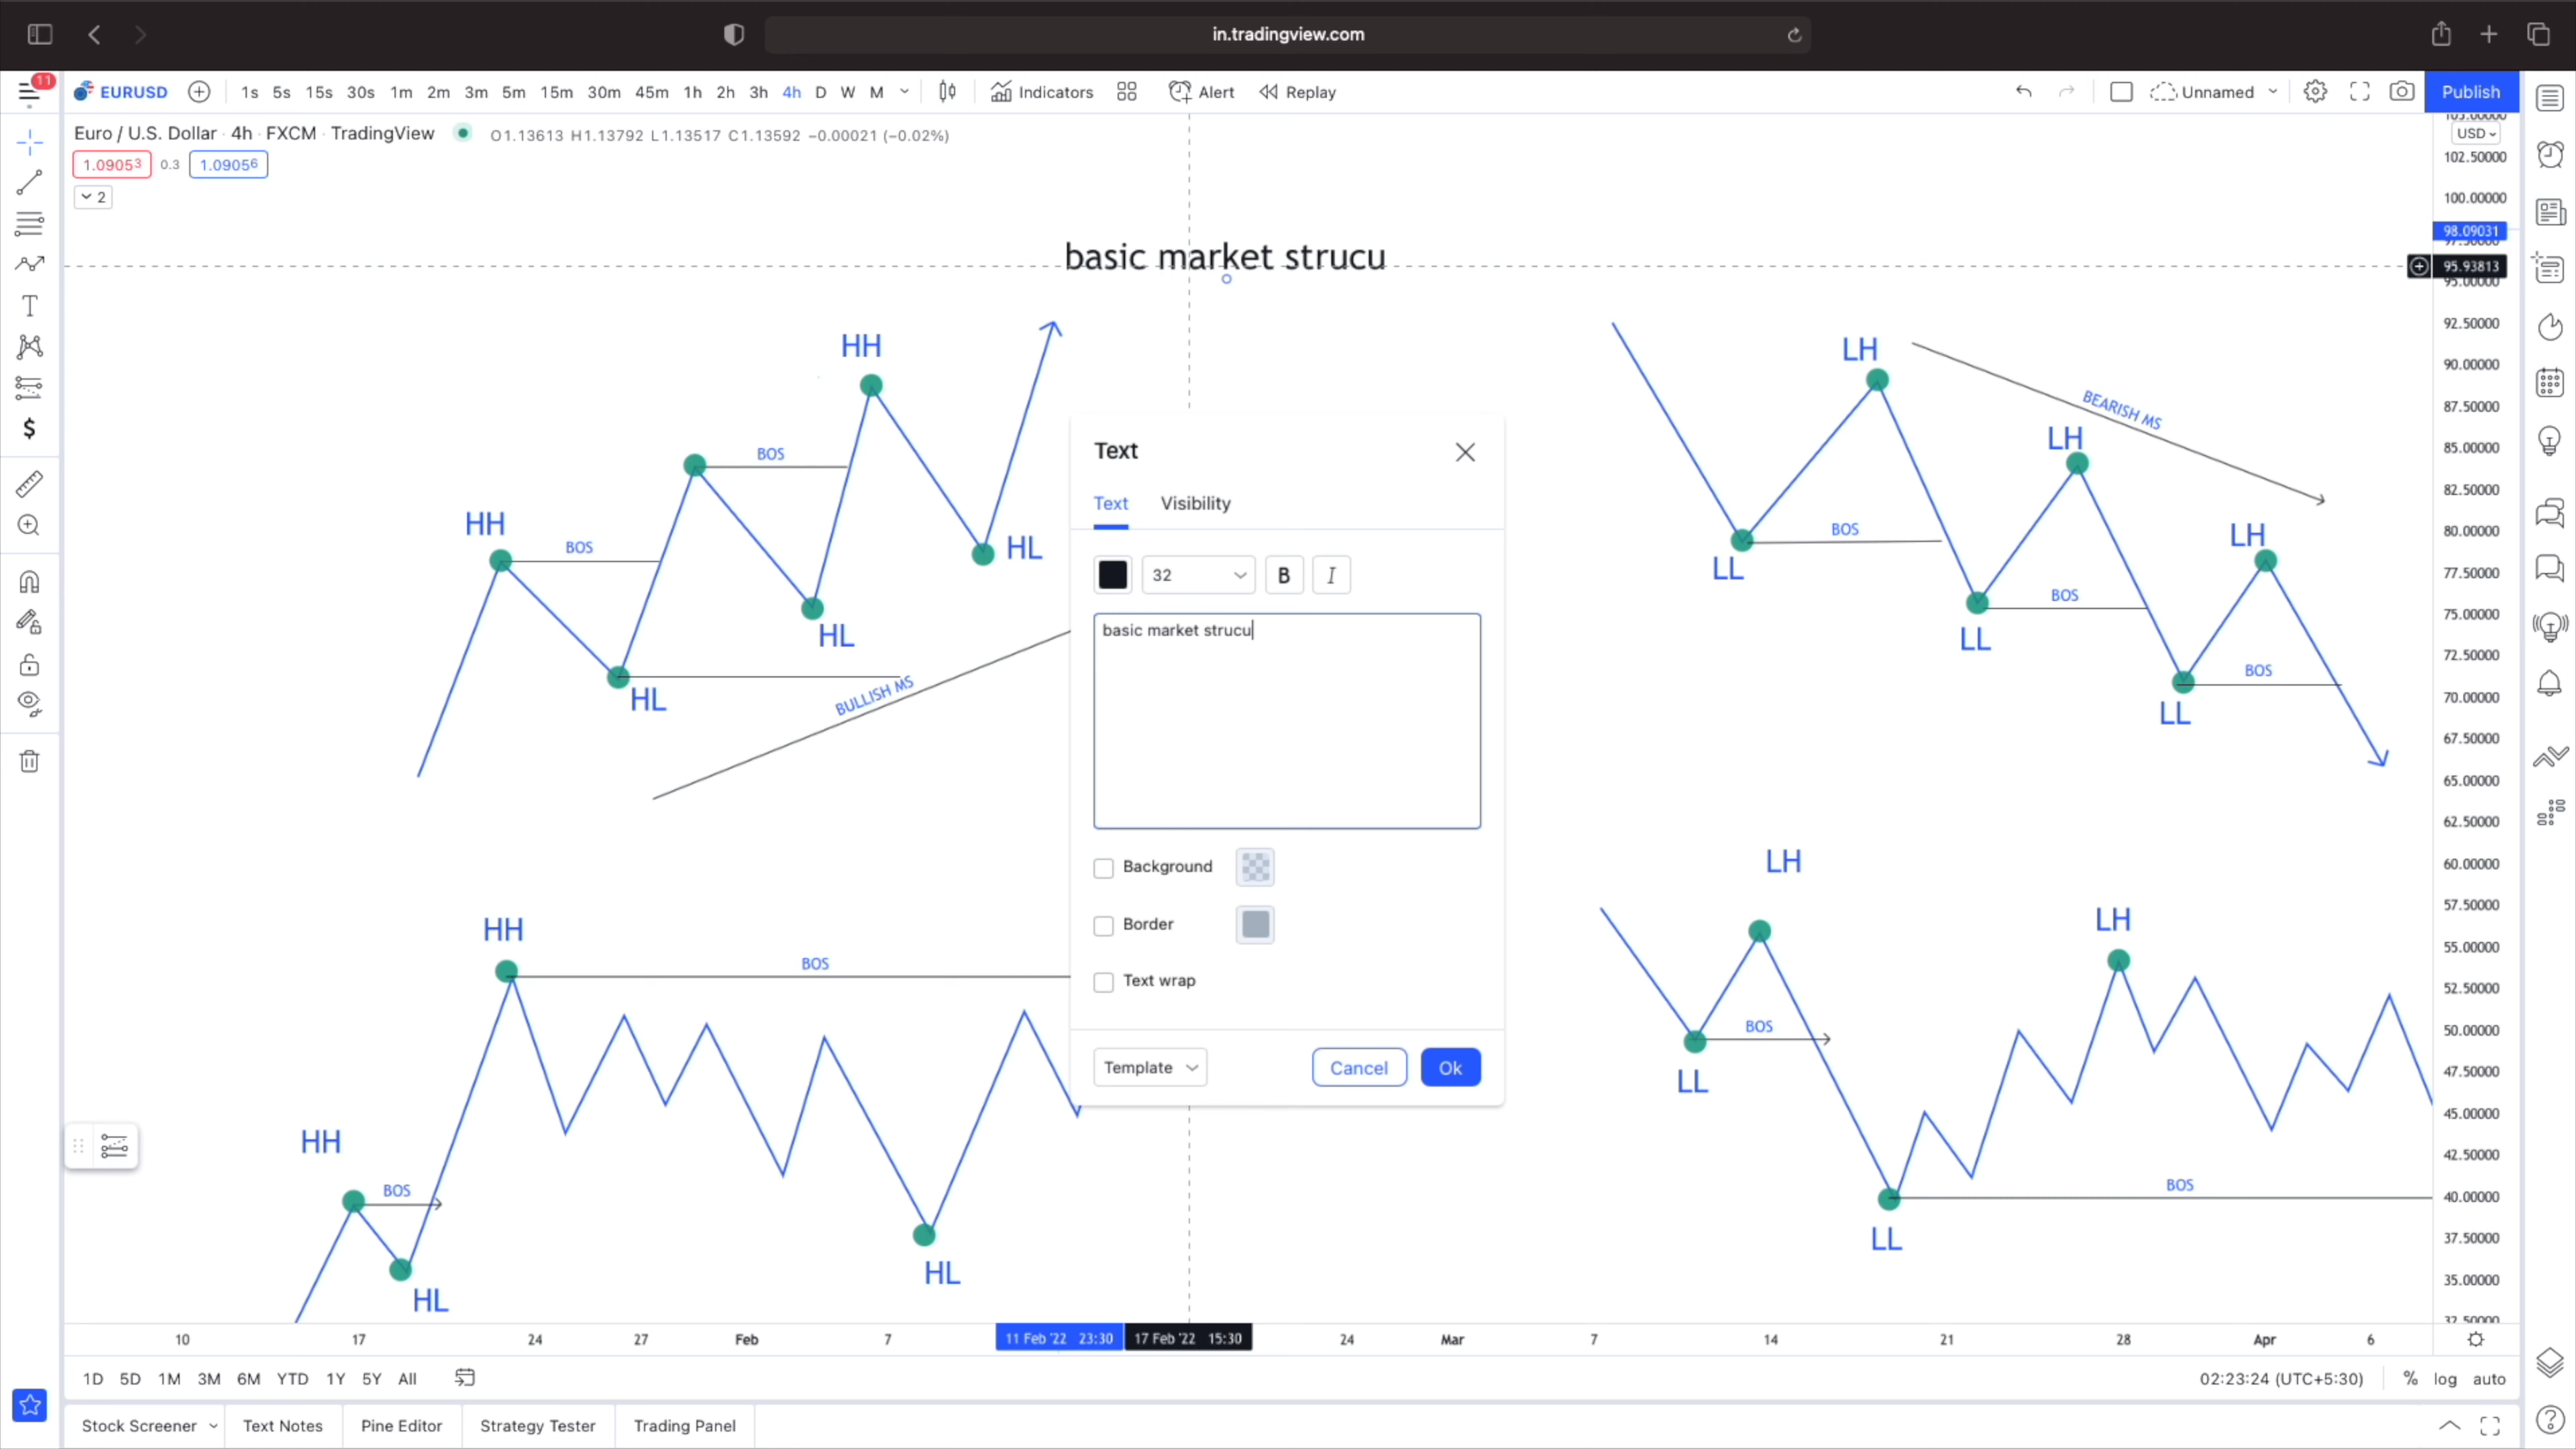 in.tradingview.com
11
EURUSD 1s 5s 15s 30s 1m 2m 3m 5m 15m 30m 45m 1h 2h 3h 4h D W M Indicators Alert Replay Unnamed Publish
Euro / U.S. Dollar · 4h · FXCM · TradingView O1.13613 H1.13792 L1.13517 C1.13592 −0.00021 (−0.02%)
USD
1.09053 0.3 1.09056
2
102.50000
100.00000
98.09031
95.93813
95.00000
92.50000
90.00000
87.50000
85.00000
82.50000
80.00000
77.50000
75.00000
72.50000
70.00000
67.50000
65.00000
62.50000
60.00000
57.50000
55.00000
52.50000
50.00000
47.50000
45.00000
42.50000
40.00000
37.50000
35.00000
32.50000
basic market strucu
HH
BOS
HH
BOS
HL
HL
HL
BULLISH MS
LH
BEARISH MS
LH
BOS
LH
LL
BOS
LL
BOS
LL
Text
Text Visibility
32 B I
basic market strucu
Background
Border
Text wrap
Template Cancel Ok
HH
BOS
HH
BOS
HL
HL
LH
LH
BOS
LL
BOS
LL
10 17 24 27 Feb 7 11 Feb '22 23:30 17 Feb '22 15:30 24 Mar 7 14 21 28 Apr 6
1D 5D 1M 3M 6M YTD 1Y 5Y All 02:23:24 (UTC+5:30) % log auto
Stock Screener Text Notes Pine Editor Strategy Tester Trading Panel